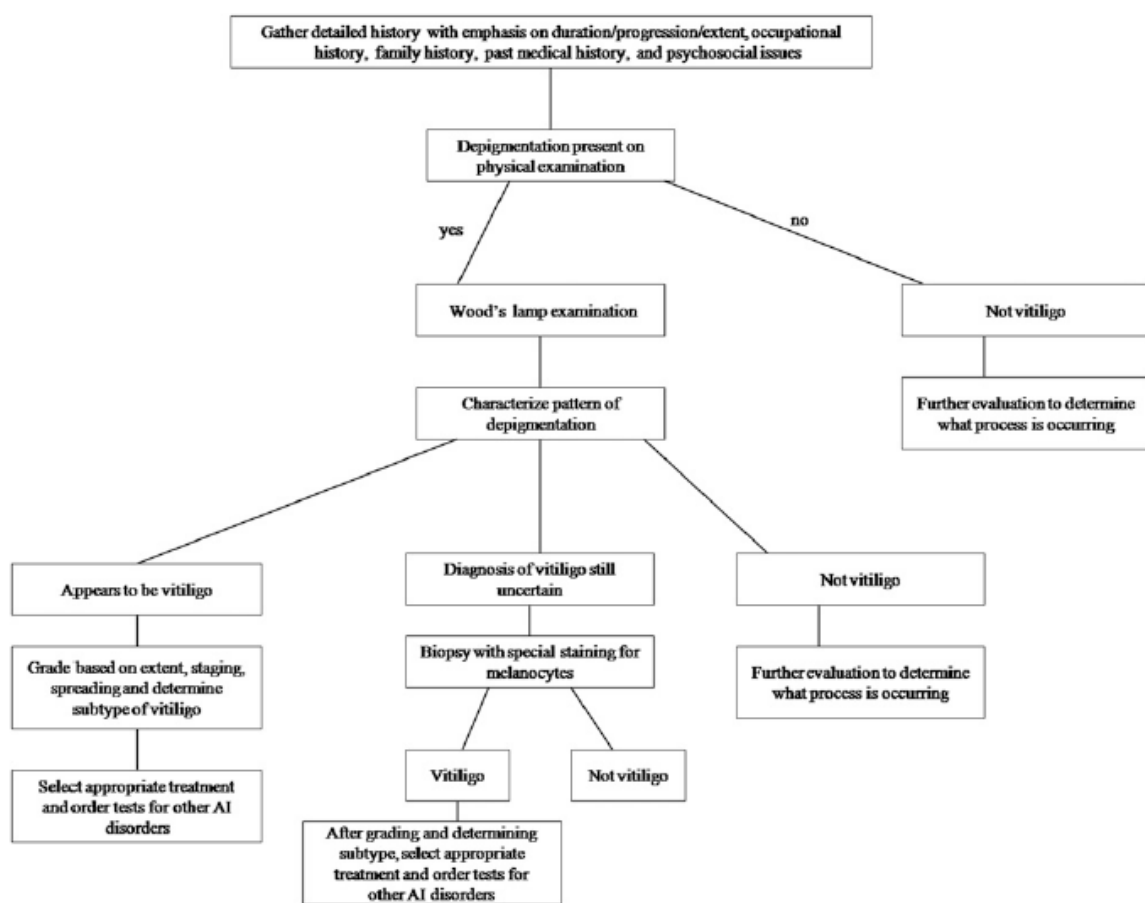 Gather detailed history with emphasis on duration/progression/extent, occupational
history, family history, past medical history, and psychosocial issues
Depigmentation present on
physical examination
yes
no
Wood's lamp examination
Not vitiligo
Characterize pattern of
depigmentation
Further evaluation to determine
what process is occurring
Appears to be vitiligo
Diagnosis of vitiligo still
uncertain
Not vitiligo
Grade based on extent, staging,
spreading and determine
subtype of vitiligo
Biopsy with special staining for
melanocytes
Further evaluation to determine
what process is occurring
Select appropriate treatment
and order tests for other AI
disorders
Vitiligo
Not vitiligo
After grading and determining
subtype, select appropriate
treatment and order tests for
other AI disorders